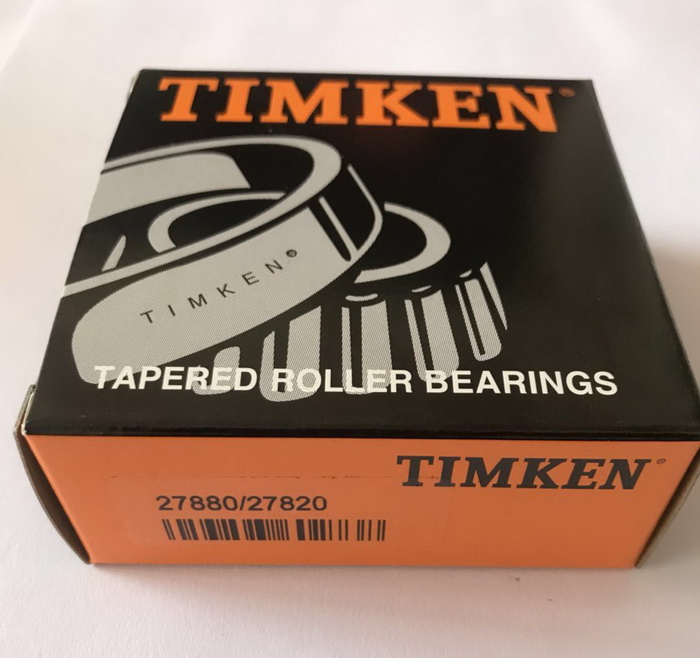 TIMKEN®
TIMKEN®
TAPERED ROLLER BEARINGS
TIMKEN®
27880/27820